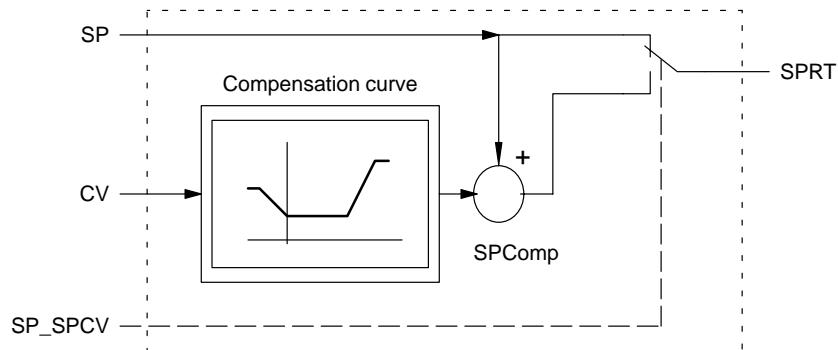 SP
SPRT
Compensation curve
+
CV
SPComp
SP_SPCV